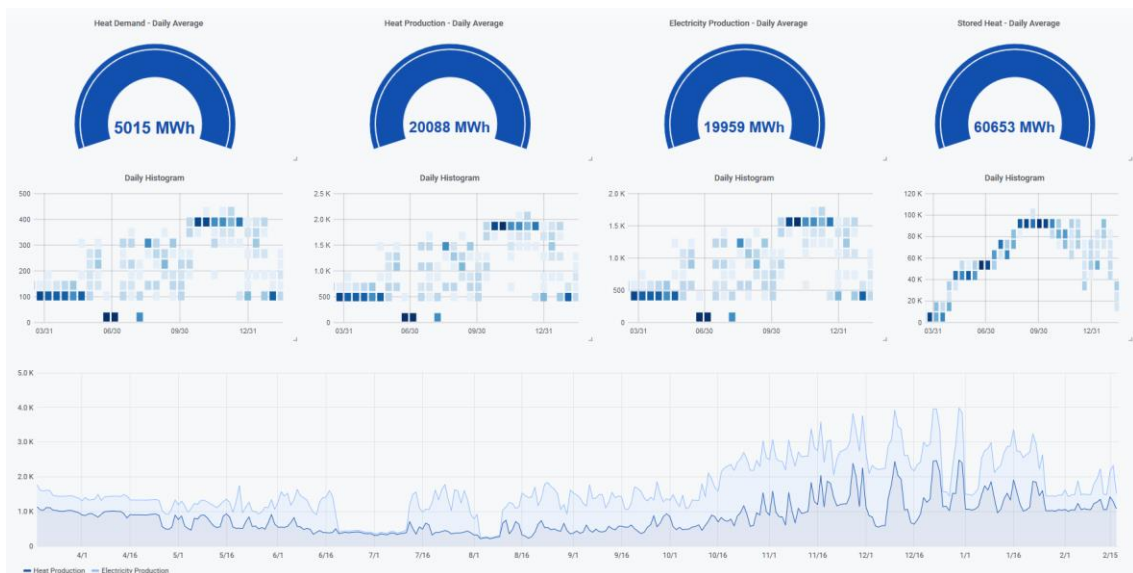 Heat Demand - Daily Average
Heat Production - Daily Average
Electricity Production - Daily Average
Stored Heat - Daily Average
5015 MWh
20088 MWh
19959 MWh
60653 MWh
Daily Histogram
500
400
300
200
100
0
03/31 06/30 09/30 12/31
Daily Histogram
2.5 K
2.0 K
1.5 K
1.0 K
500
0
03/31 06/30 09/30 12/31
Daily Histogram
2.0 K
1.5 K
1.0 K
500
0
03/31 06/30 09/30 12/31
Daily Histogram
120 K
100 K
80 K
60 K
40 K
20 K
0
03/31 06/30 09/30 12/31
5.0 K
4.0 K
3.0 K
2.0 K
1.0 K
0
4/1 4/16 5/1 5/16 6/1 6/16 7/1 7/16 8/1 8/16 9/1 9/16 10/1 10/16 11/1 11/16 12/1 12/16 1/1 1/16 2/1 2/15
Heat Production Electricity Production